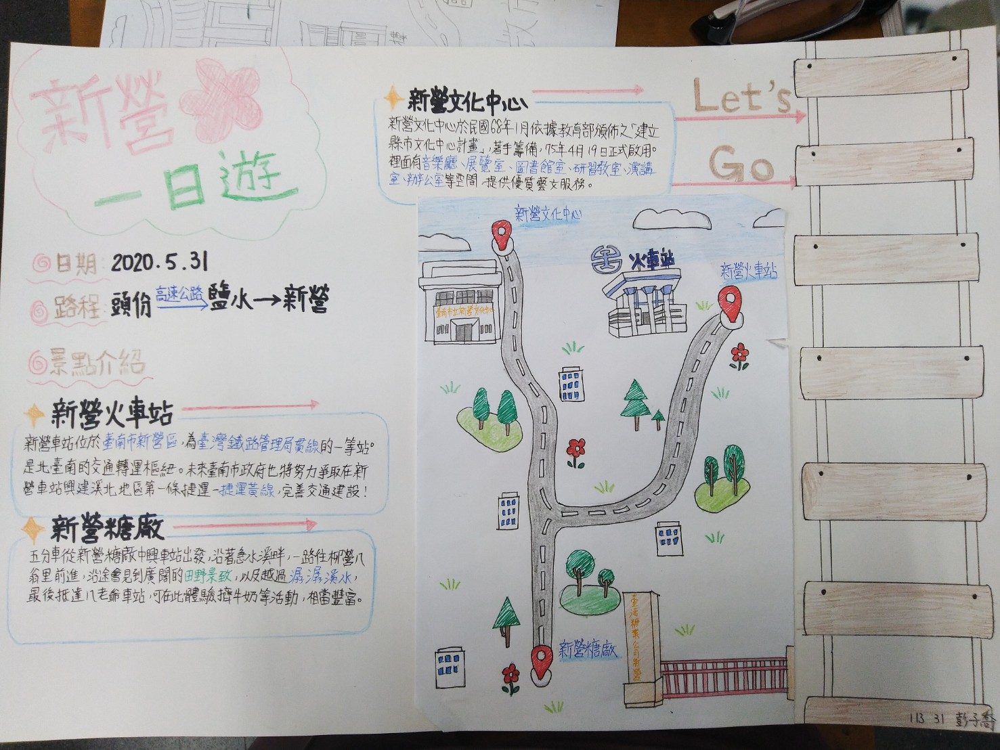 新營
一日遊
日期: 2020.5.31
路程: 頭份 高速公路 鹽水→新營
景點介紹
新營火車站
新營車站位於臺南市新營區,為臺灣鐵路管理局貫線的一等站。
是北臺南的交通轉運樞紐。未來臺南市政府也將努力爭取在新
營車站興建溪北地區第一條捷運-捷運黃線,完善交通建設!
新營糖廠
五分車從新營糖廠中興車站出發,沿著急水溪畔,一路往柳營八
翁里前進,沿途會見到廣闊的田野景致,以及越過潺潺溪水,
最後抵達八老爺車站,可在此體驗擠牛奶等活動,相當豐富。
新營文化中心
新營文化中心於民國68年1月依據教育部頒佈之「建立
縣市文化中心計畫」,著手籌備,75年4月19日正式啟用。
裡面有音樂廳、展覽室、圖書館室、研習教室、演講
室、辦公室等空間,提供優質藝文服務。
Let's
Go
新營文化中心
臺南市立新營文化中心
火車站
新營火車站
新營糖廠
臺灣糖業公司新營
113 31 彭子喬